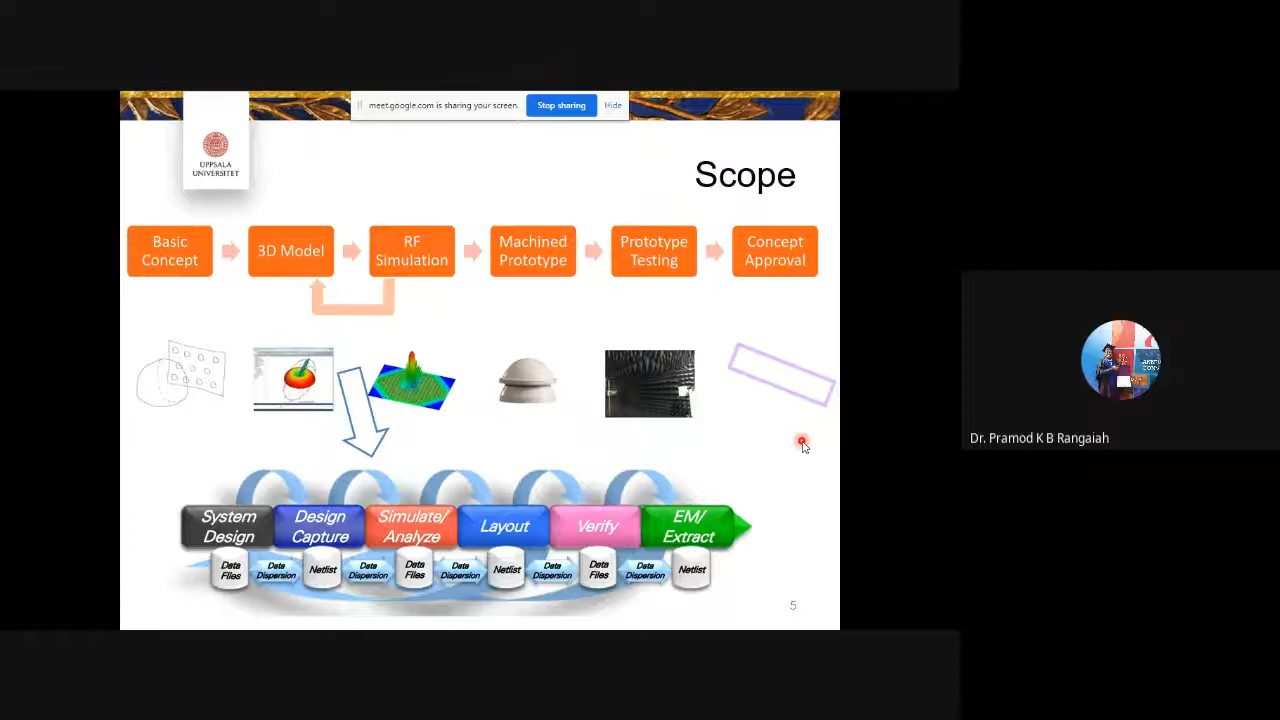 meet.google.com is sharing your screen. Stop sharing Hide
UPPSALA
UNIVERSITET
Scope
Basic
Concept
3D Model
RF
Simulation
Machined
Prototype
Prototype
Testing
Concept
Approval
Dr. Pramod K B Rangaiah
System
Design
Design
Capture
Simulate/
Analyze
Layout
Verify
EM/
Extract
Data
Files
Data
Dispersion
Netlist
Data
Dispersion
Data
Files
Data
Dispersion
Netlist
Data
Dispersion
Data
Files
Data
Dispersion
Netlist
5